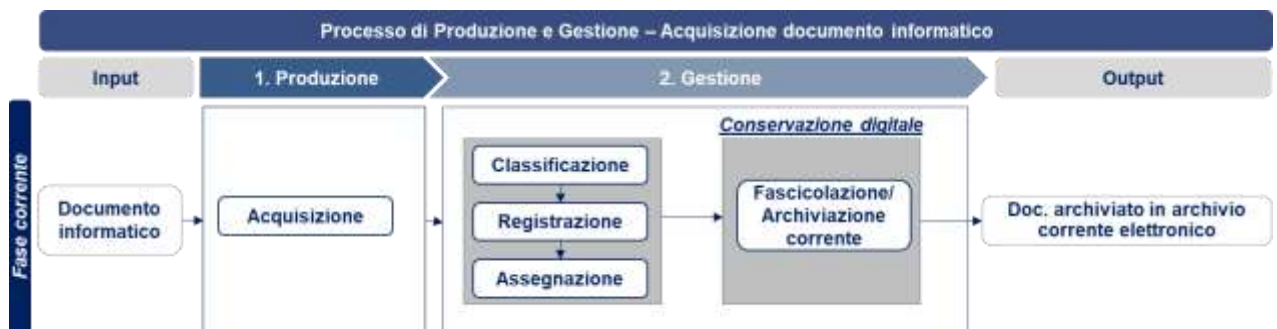 Processo di Produzione e Gestione – Acquisizione documento informatico
Input
1. Produzione
2. Gestione
Output
Fase corrente
Documento
informatico
Acquisizione
Classificazione
Registrazione
Assegnazione
Conservazione digitale
Fascicolazione/
Archiviazione
corrente
Doc. archiviato in archivio
corrente elettronico